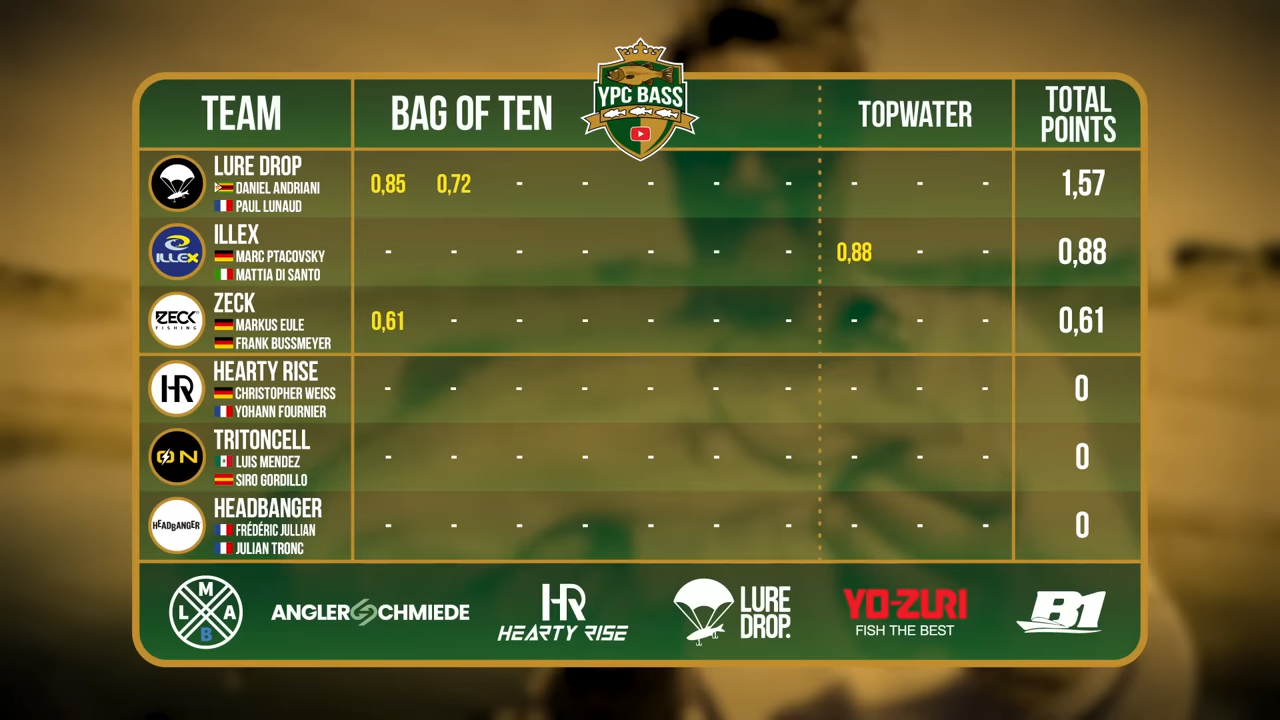 YPC BASS
TEAM BAG OF TEN TOPWATER TOTAL POINTS
LURE DROP
DANIEL ANDRIANI
PAUL LUNAUD
0,85 0,72 - - - - - - - - 1,57
ILLEX
ILLEX
MARC PTACOVSKY
MATTIA DI SANTO
- - - - - - - 0,88 - - 0,88
ZECK
FISHING
ZECK
MARKUS EULE
FRANK BUSSMEYER
0,61 - - - - - - - - - 0,61
HR
HEARTY RISE
CHRISTOPHER WEISS
YOHANN FOURNIER
- - - - - - - - - - 0
ON
TRITONCELL
LUIS MENDEZ
SIRO GORDILLO
- - - - - - - - - - 0
HEADBANGER
HEADBANGER
FRÉDÉRIC JULLIAN
JULIAN TRONC
- - - - - - - - - - 0
L M A B
ANGLERSCHMIEDE
HR
HEARTY RISE
LURE
DROP.
YO-ZURI
FISH THE BEST
B1